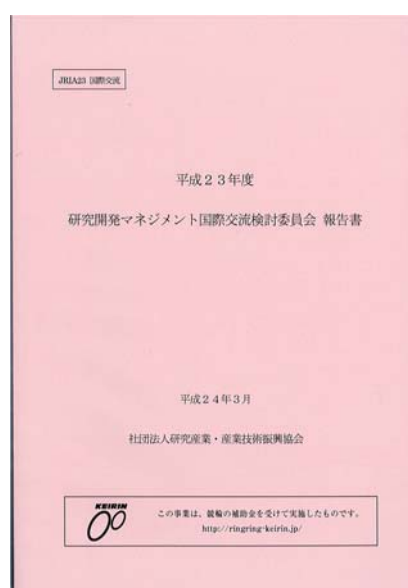 JRIA23 国際交流
平成２３年度
研究開発マネジメント国際交流検討委員会 報告書
平成２４年３月
社団法人研究産業・産業技術振興協会
KEIRIN
この事業は、競輪の補助金を受けて実施したものです。
http://ringring-keirin.jp/